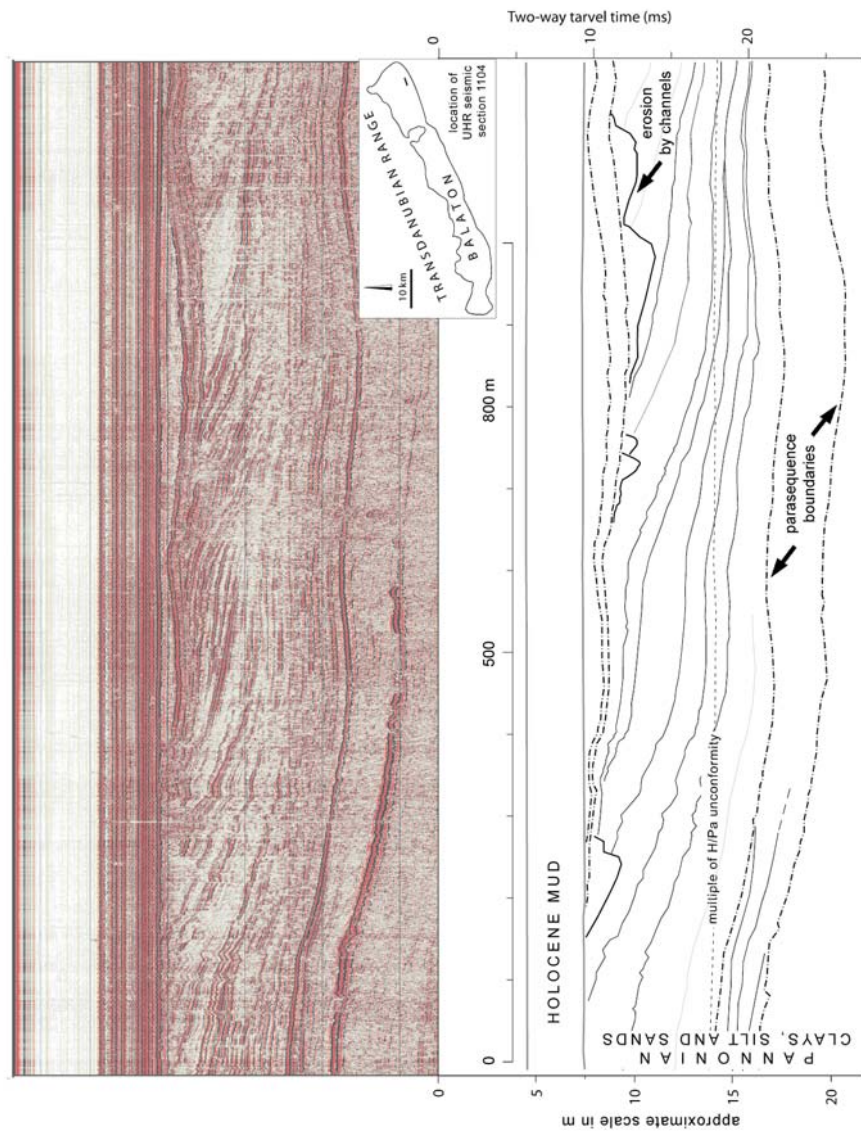 TRANSDANUBIAN RANGE
BALATON
10 km
location of
UHR seismic
section 1104
0
500
800 m
0
Two-way tarvel time (ms)
0
10
20
HOLOCENE MUD
PANNONIAN
CLAYS, SILT AND SANDS
multiple of H/Pa unconformity
erosion
by channels
parasequence
boundaries
0
5
10
15
20
approximate scale in m